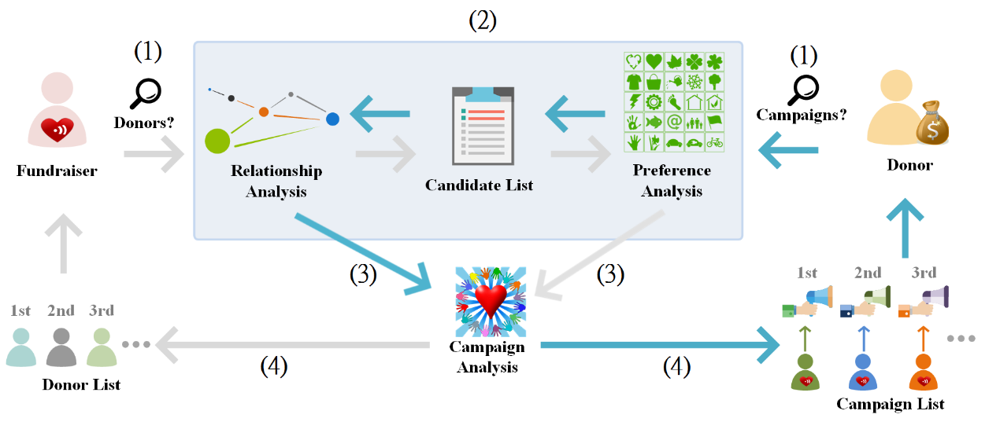 (2)
(1)
(1)
Donors?
Campaigns?
Fundraiser
Relationship
Analysis
Candidate List
Preference
Analysis
Donor
(3)
(3)
1st 2nd 3rd
1st 2nd 3rd
Campaign
Analysis
(4)
(4)
Donor List
Campaign List